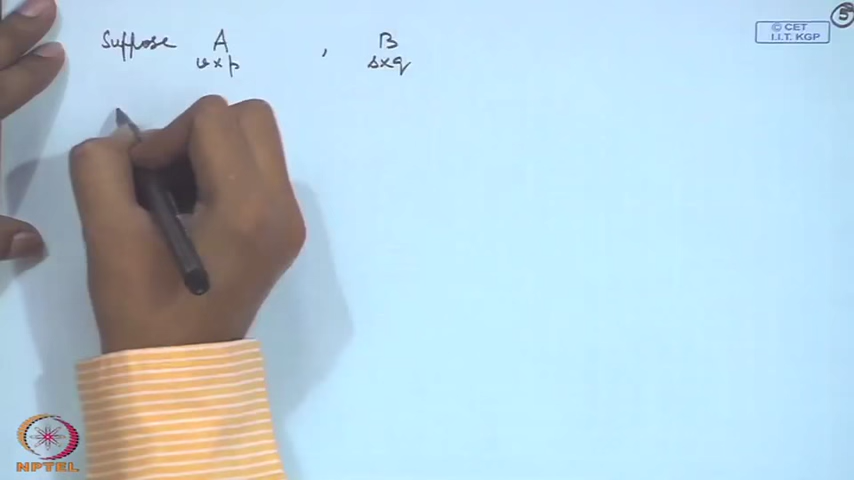 Suppose A , B
r×p s×q
© CET
I.I.T. KGP
5
NPTEL